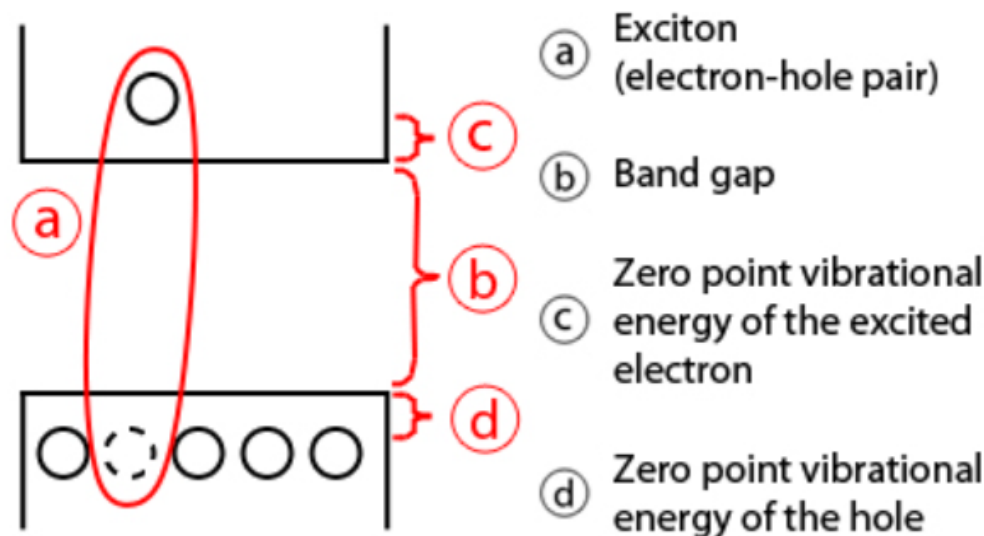 a
b
c
d
ⓐ Exciton
(electron-hole pair)
ⓑ Band gap
ⓒ Zero point vibrational
energy of the excited
electron
ⓓ Zero point vibrational
energy of the hole